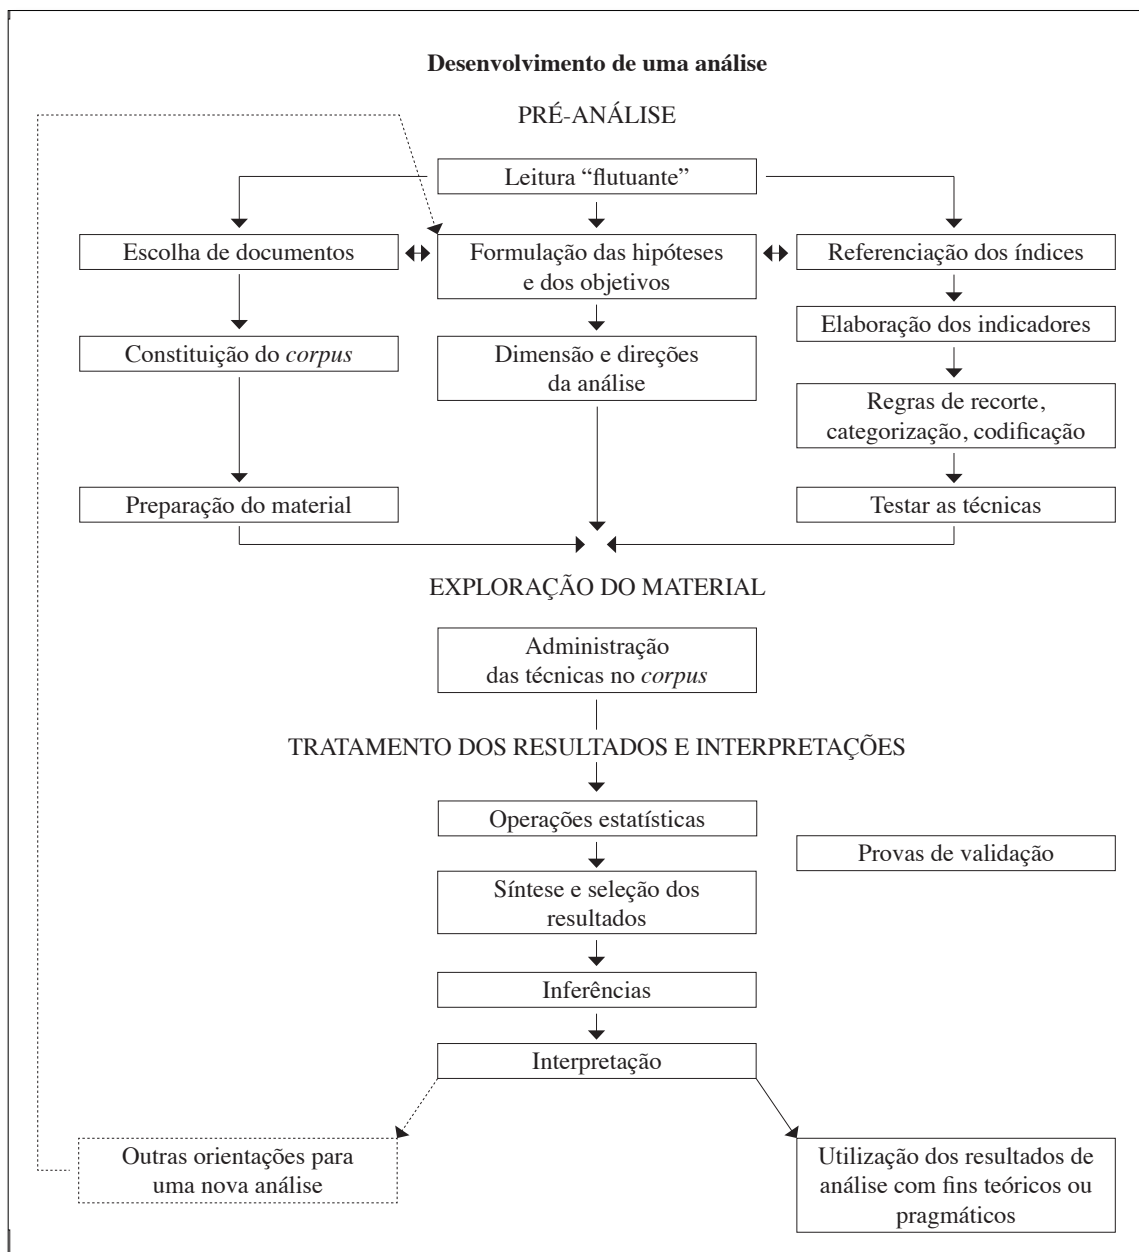 Desenvolvimento de uma análise
PRÉ-ANÁLISE
Leitura “flutuante”
Escolha de documentos
Formulação das hipóteses
e dos objetivos
Referenciação dos índices
Elaboração dos indicadores
Constituição do corpus
Dimensão e direções
da análise
Regras de recorte,
categorização, codificação
Preparação do material
Testar as técnicas
EXPLORAÇÃO DO MATERIAL
Administração
das técnicas no corpus
TRATAMENTO DOS RESULTADOS E INTERPRETAÇÕES
Operações estatísticas
Provas de validação
Síntese e seleção dos
resultados
Inferências
Interpretação
Outras orientações para
uma nova análise
Utilização dos resultados de
análise com fins teóricos ou
pragmáticos